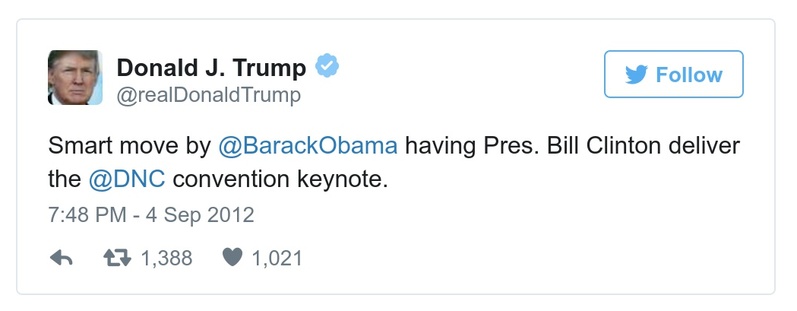 Donald J. Trump
@realDonaldTrump
Follow
Smart move by @BarackObama having Pres. Bill Clinton deliver
the @DNC convention keynote.
7:48 PM - 4 Sep 2012
1,388 1,021